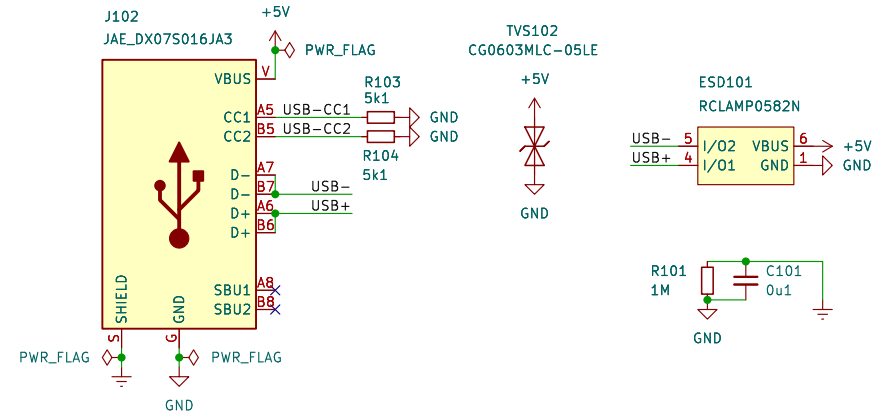 J102
JAE_DX07S016JA3
+5V
PWR_FLAG
VBUS V
CC1 A5 USB-CC1
CC2 B5 USB-CC2
R103
5k1
GND
GND
R104
5k1
D- A7
D- B7 USB-
D+ A6 USB+
D+ B6
SBU1 A8
SBU2 B8
SHIELD
GND
S
G
PWR_FLAG
PWR_FLAG
GND
TVS102
CG0603MLC-05LE
+5V
GND
ESD101
RCLAMP0582N
USB- 5 I/O2 VBUS 6 +5V
USB+ 4 I/O1 GND 1 GND
R101
1M
C101
0u1
GND